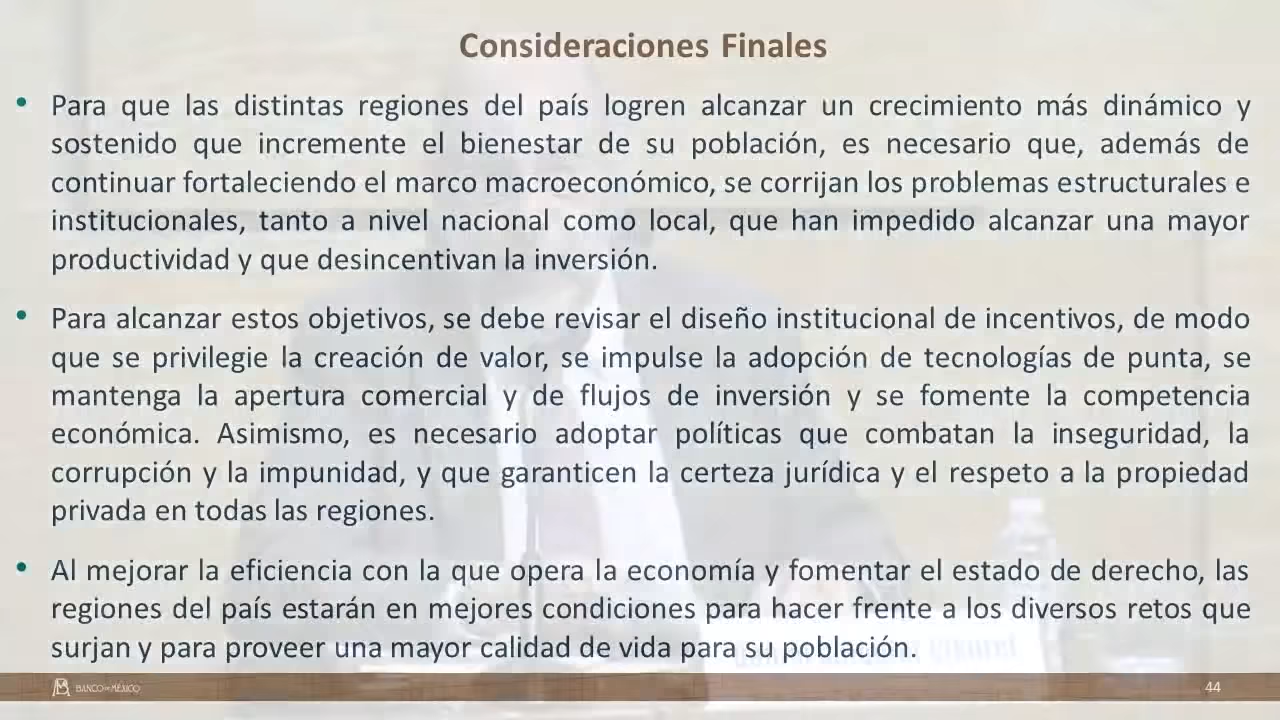 Consideraciones Finales
• Para que las distintas regiones del país logren alcanzar un crecimiento más dinámico y
sostenido que incremente el bienestar de su población, es necesario que, además de
continuar fortaleciendo el marco macroeconómico, se corrijan los problemas estructurales e
institucionales, tanto a nivel nacional como local, que han impedido alcanzar una mayor
productividad y que desincentivan la inversión.
• Para alcanzar estos objetivos, se debe revisar el diseño institucional de incentivos, de modo
que se privilegie la creación de valor, se impulse la adopción de tecnologías de punta, se
mantenga la apertura comercial y de flujos de inversión y se fomente la competencia
económica. Asimismo, es necesario adoptar políticas que combatan la inseguridad, la
corrupción y la impunidad, y que garanticen la certeza jurídica y el respeto a la propiedad
privada en todas las regiones.
• Al mejorar la eficiencia con la que opera la economía y fomentar el estado de derecho, las
regiones del país estarán en mejores condiciones para hacer frente a los diversos retos que
surjan y para proveer una mayor calidad de vida para su población.
BANCO DE MÉXICO
44